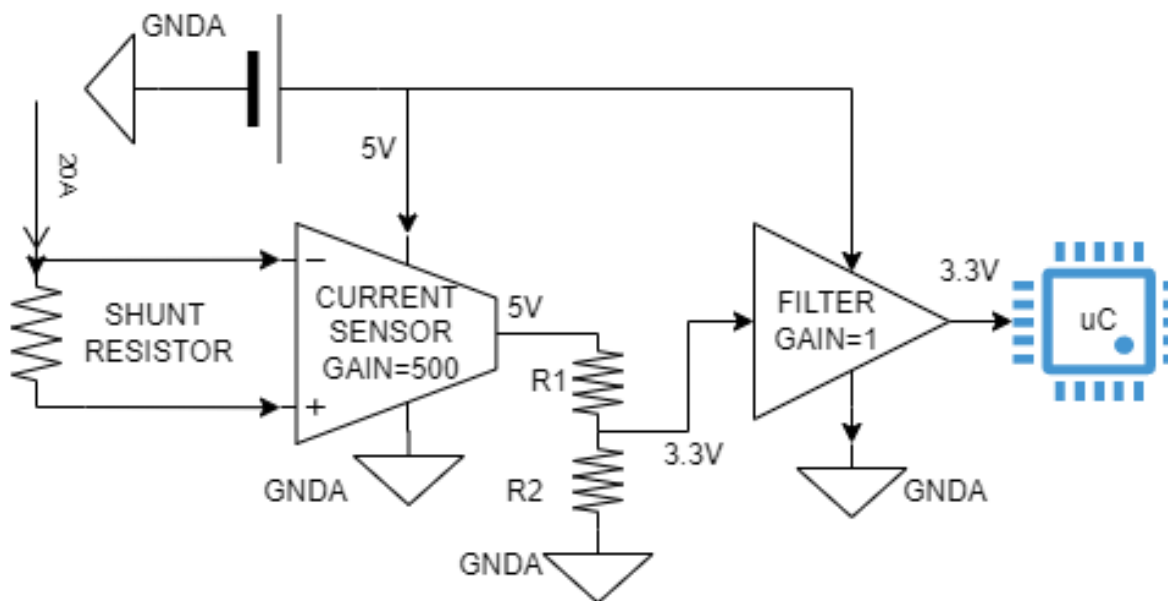 GNDA
5V
20A
SHUNT
RESISTOR
−
CURRENT
SENSOR
GAIN=500
+
GNDA
5V
R1
R2
3.3V
GNDA
FILTER
GAIN=1
GNDA
3.3V
uC